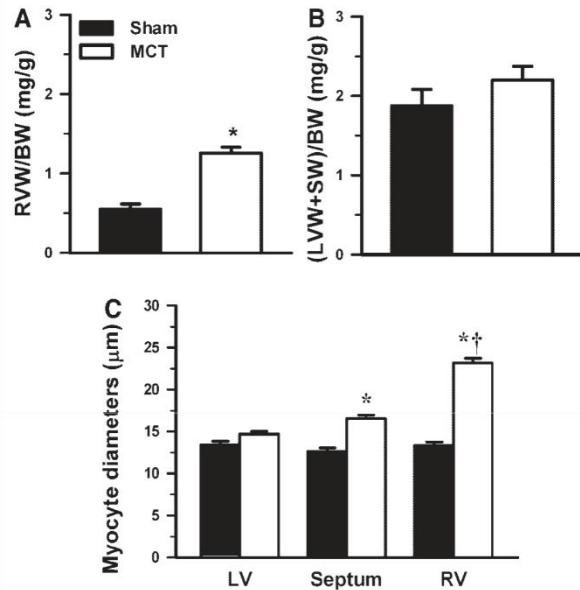 A
B
Sham
MCT
RVW/BW (mg/g)
3
2
1
0
*
(LVW+SW)/BW (mg/g)
3
2
1
0
C
Myocyte diameters (μm)
30
25
20
15
10
5
0
*
*†
LV Septum RV